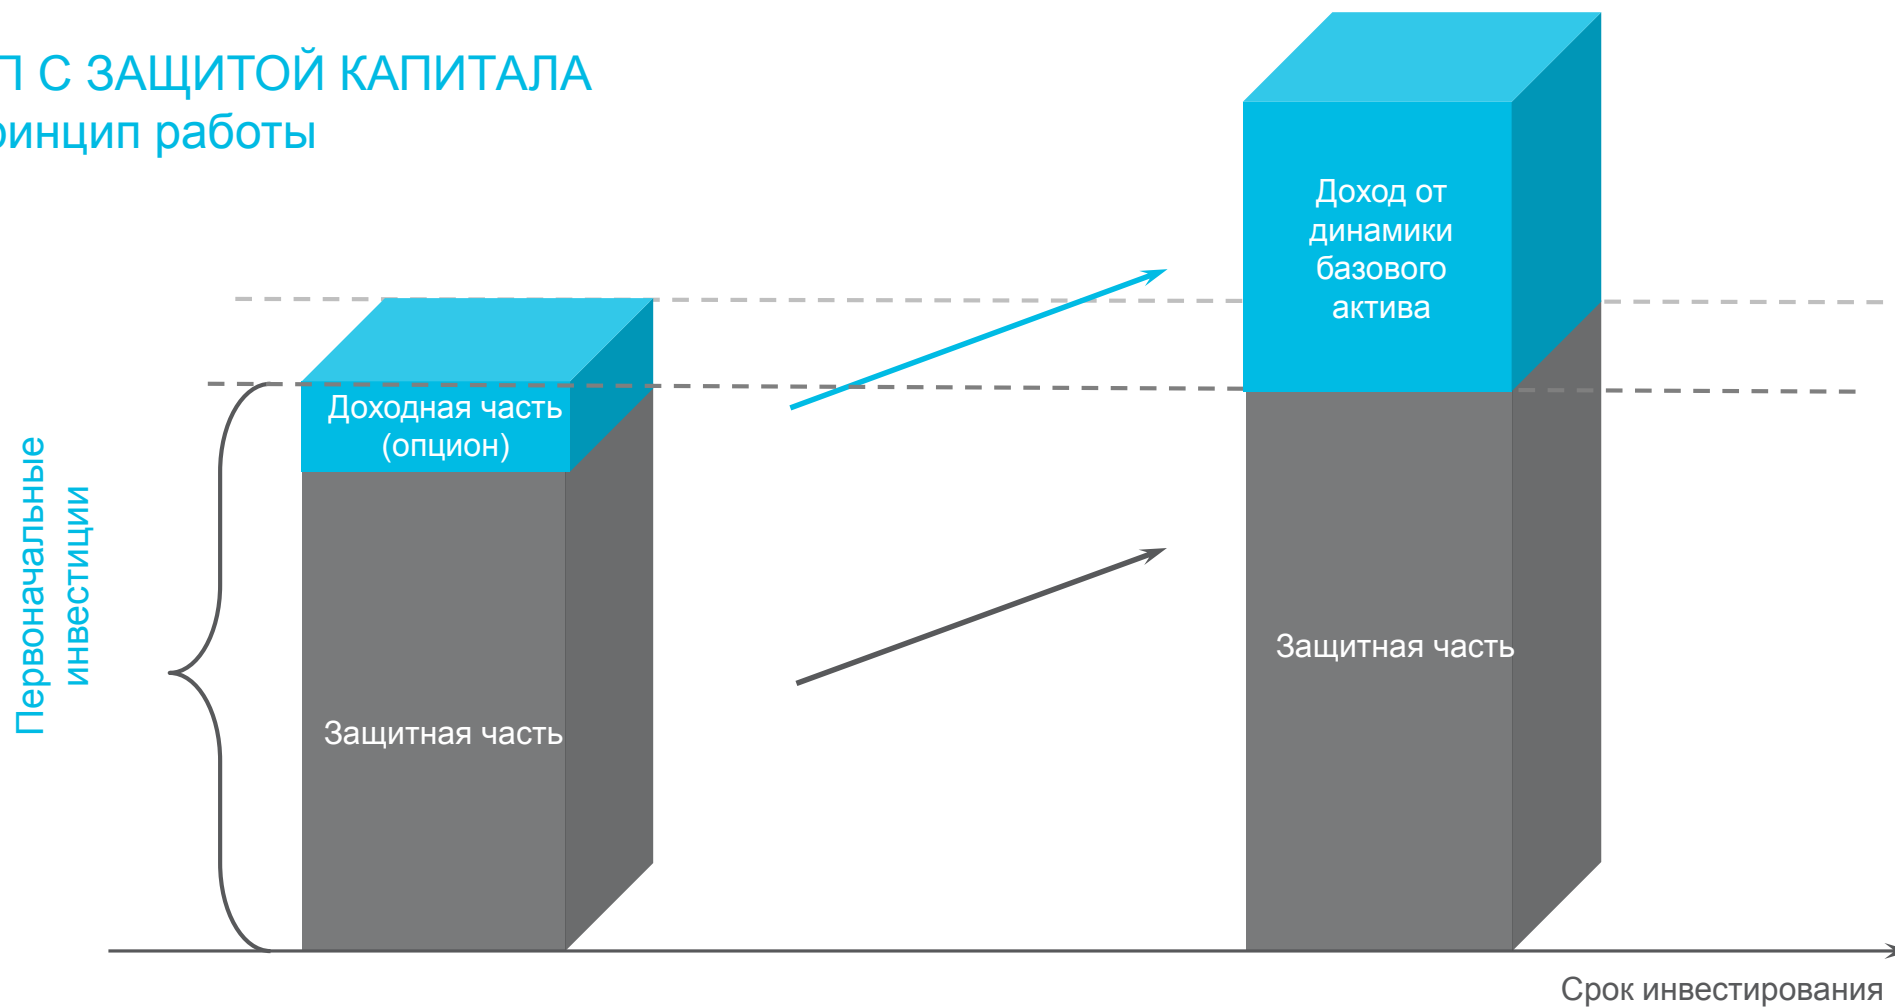 П С ЗАЩИТОЙ КАПИТАЛА
ринцип работы
Доход от
динамики
базового
актива
Доходная часть
(опцион)
Первоначальные
инвестиции
Защитная часть
Защитная часть
Срок инвестирования